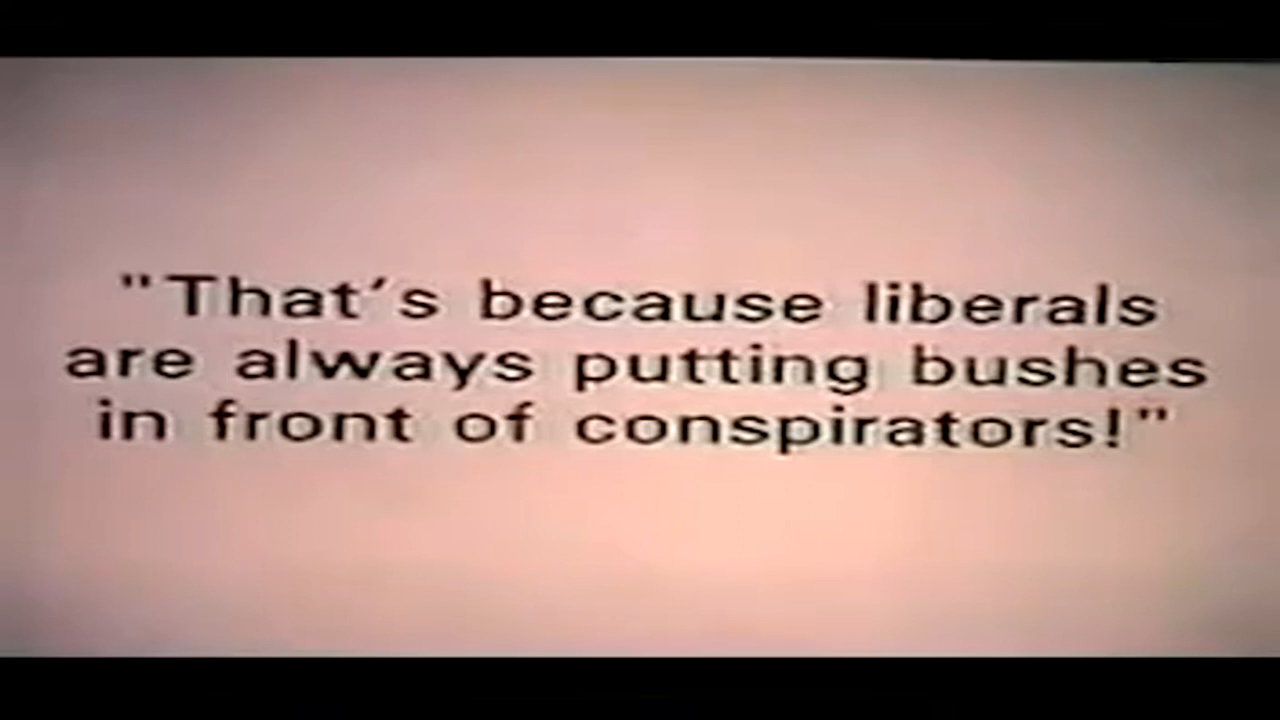 "That's because liberals
are always putting bushes
in front of conspirators!"